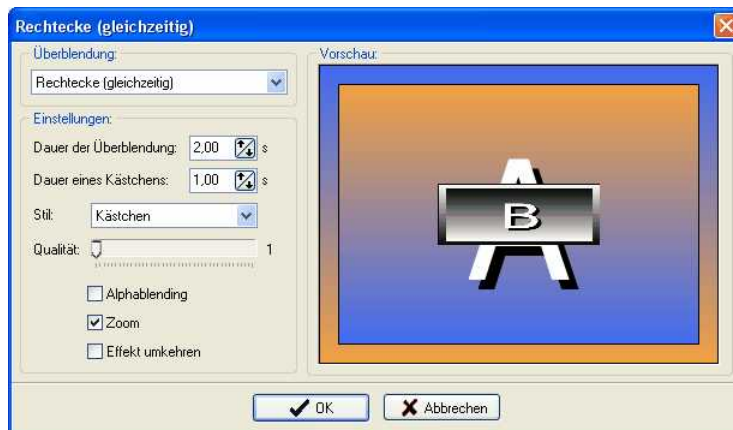 Rechtecke (gleichzeitig)
Überblendung:
Rechtecke (gleichzeitig)
Einstellungen:
Dauer der Überblendung: 2,00 s
Dauer eines Kästchens: 1,00 s
Stil: Kästchen
Qualität: 1
Alphablending
Zoom
Effekt umkehren
Vorschau:
A
B
OK Abbrechen